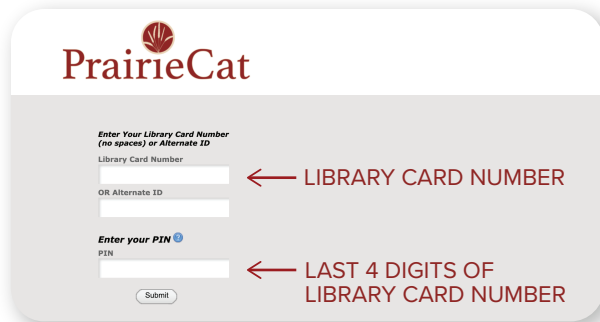 PrairieCat
Enter Your Library Card Number
(no spaces) or Alternate ID
Library Card Number
LIBRARY CARD NUMBER
OR Alternate ID
Enter your PIN ?
PIN
LAST 4 DIGITS OF
LIBRARY CARD NUMBER
Submit